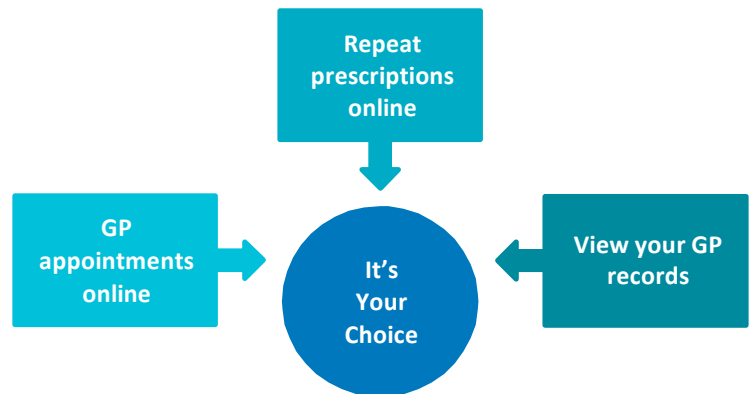 Repeat
prescriptions
online
GP
appointments
online
It’s
Your
Choice
View your GP
records